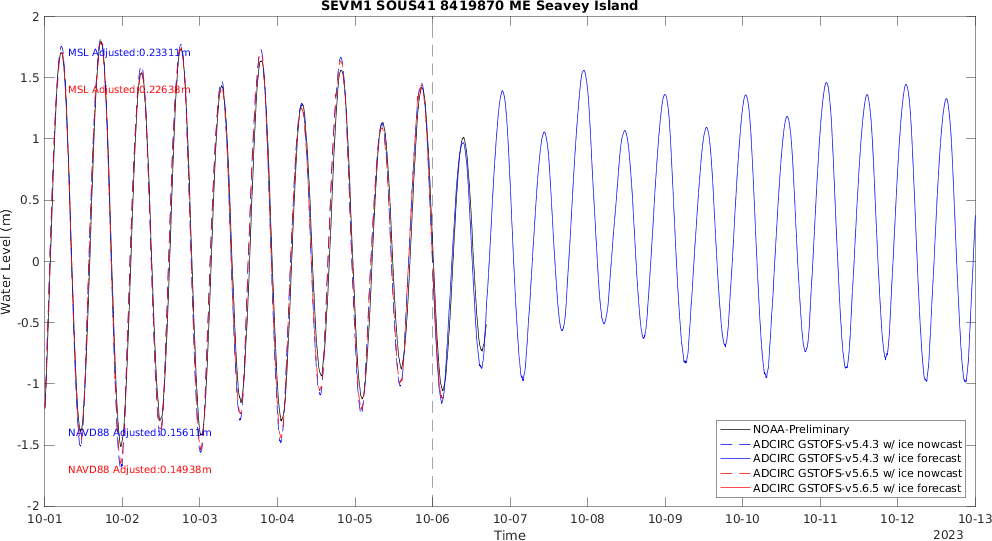 SEVM1 SOUS41 8419870 ME Seavey Island
2
1.5
1
0.5
0
-0.5
-1
-1.5
-2
Water Level (m)
MSL Adjusted:0.23311m
MSL Adjusted:0.22638m
NAVD88 Adjusted:0.15611m
NAVD88 Adjusted:0.14938m
NOAA-Preliminary
ADCIRC GSTOFS-v5.4.3 w/ ice nowcast
ADCIRC GSTOFS-v5.4.3 w/ ice forecast
ADCIRC GSTOFS-v5.6.5 w/ ice nowcast
ADCIRC GSTOFS-v5.6.5 w/ ice forecast
10-01 10-02 10-03 10-04 10-05 10-06 10-07 10-08 10-09 10-10 10-11 10-12 10-13
Time
2023